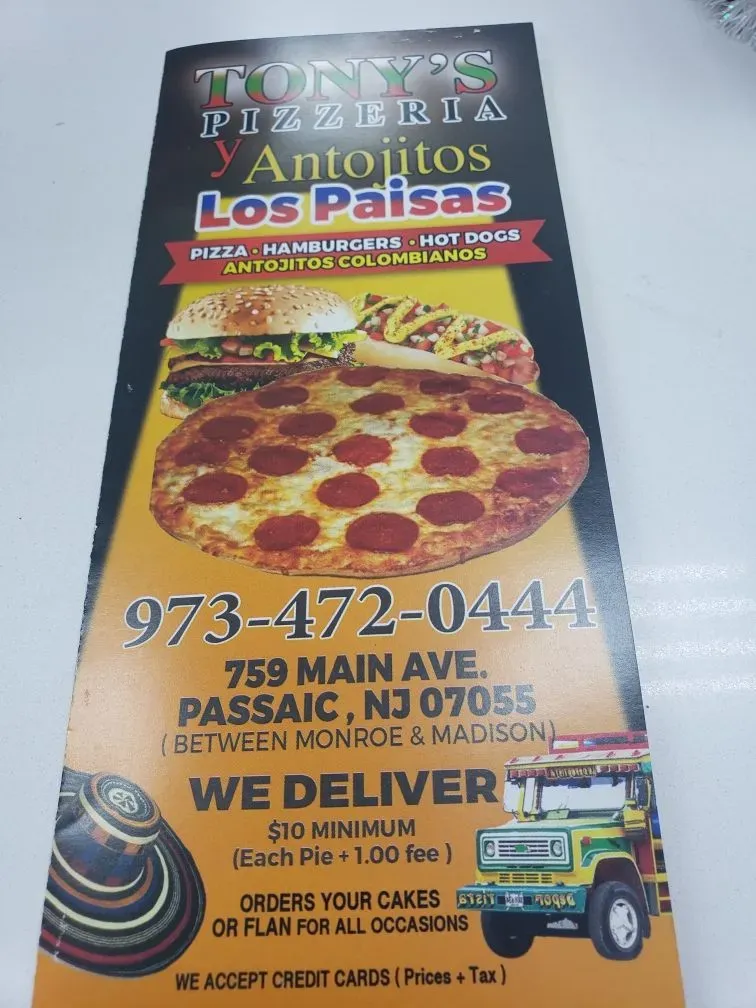 TONY'S
PIZZERIA
y Antojitos
Los Paisas
PIZZA • HAMBURGERS • HOT DOGS
ANTOJITOS COLOMBIANOS
973-472-0444
759 MAIN AVE.
PASSAIC, NJ 07055
(BETWEEN MONROE & MADISON)
WE DELIVER
$10 MINIMUM
(Each Pie + 1.00 fee )
ORDERS YOUR CAKES
OR FLAN FOR ALL OCCASIONS
WE ACCEPT CREDIT CARDS ( Prices + Tax )